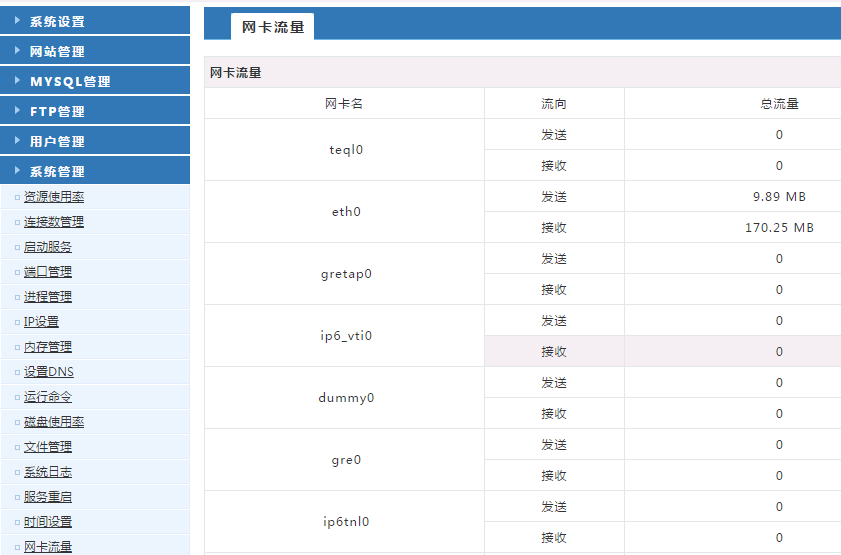 系统设置
网站管理
MYSQL管理
FTP管理
用户管理
系统管理
资源使用率
连接数管理
启动服务
端口管理
进程管理
IP设置
内存管理
设置DNS
运行命令
磁盘使用率
文件管理
系统日志
服务重启
时间设置
网卡流量
网卡流量
网卡流量
网卡名 流向 总流量
teql0 发送 0
接收 0
eth0 发送 9.89 MB
接收 170.25 MB
gretap0 发送 0
接收 0
ip6_vti0 发送 0
接收 0
dummy0 发送 0
接收 0
gre0 发送 0
接收 0
ip6tnl0 发送 0
接收 0